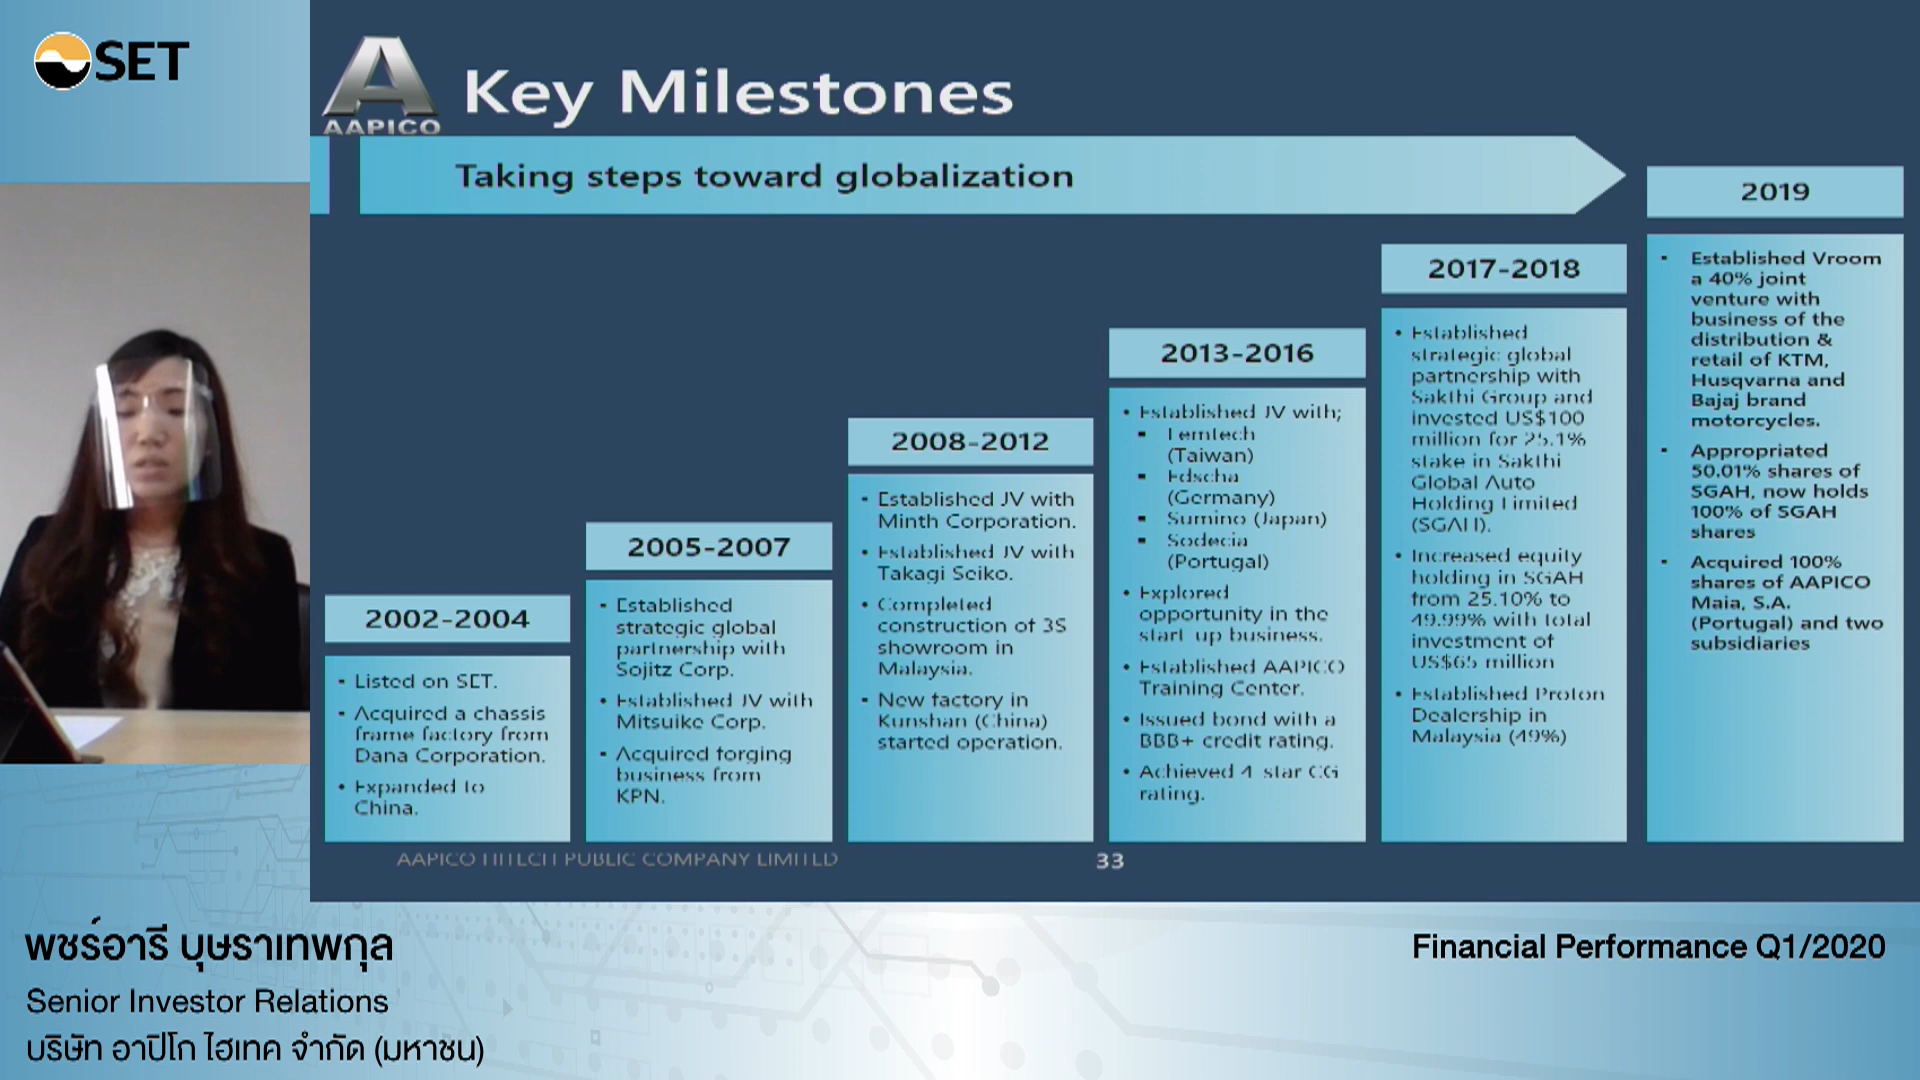 SET
AAPICO
Key Milestones
Taking steps toward globalization
2002-2004
Listed on SET.
Acquired a chassis
frame factory from
Dana Corporation.
Expanded to
China.
2005-2007
Established
strategic global
partnership with
Sojitz Corp.
Established JV with
Mitsuike Corp.
Acquired forging
business from
KPN.
2008-2012
Established JV with
Minth Corporation.
Established JV with
Takagi Seiko.
Completed
construction of 3S
showroom in
Malaysia.
New factory in
Kunshan (China)
started operation.
2013-2016
Established JV with;
(Taiwan)
Edscha
(Germany)
Sumino (Japan)
Sodecia
(Portugal)
Explored
opportunity in the
start up business.
Established AAPICO
Training Center.
Issued bond with a
BBB+ credit rating.
Achieved 4 star CG
rating.
2017-2018
Established
strategic global
partnership with
Sakthi Group and
invested US$100
million for 25.1%
stake in Sakthi
Global Auto
Holding Limited
(SGAH).
Increased equity
holding in SGAH
from 25.10% to
49.99% with total
investment of
US$65 million
Established Proton
Dealership in
Malaysia (49%)
2019
Established Vroom
a 40% joint
venture with
business of the
distribution &
retail of KTM,
Husqvarna and
Bajaj brand
motorcycles.
Appropriated
50.01% shares of
SGAH, now holds
100% of SGAH
shares
Acquired 100%
shares of AAPICO
Maia, S.A.
(Portugal) and two
subsidiaries
AAPICO HITECH PUBLIC COMPANY LIMITED
33
พชร์อารี บุษราเทพกุล
Senior Investor Relations
บริษัท อาปิโก ไฮเทค จำกัด (มหาชน)
Financial Performance Q1/2020